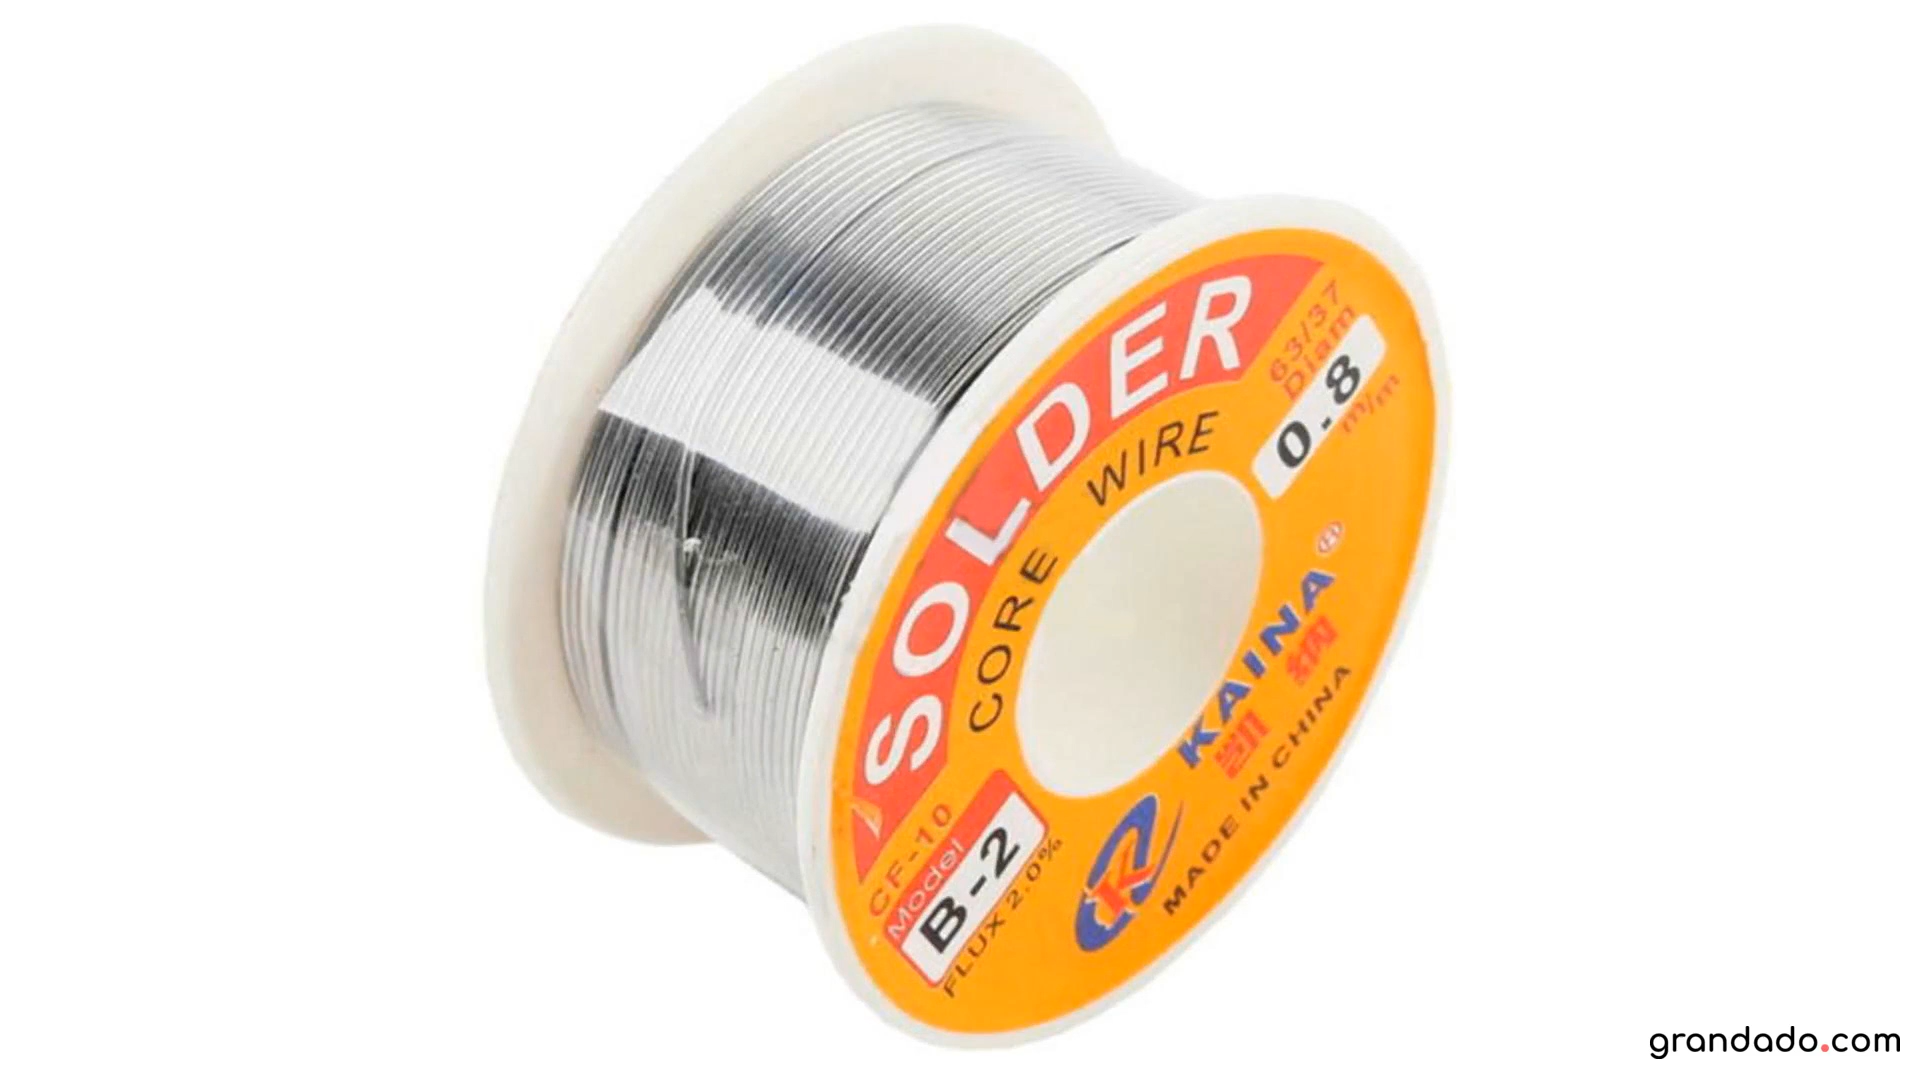 SOLDER
CORE WIRE
63/37
Diam
0.8
m/m
CF-10
Model
B-2
FLUX 2.0%
K
KAINA®
凯纳
MADE IN CHINA
grandado.com